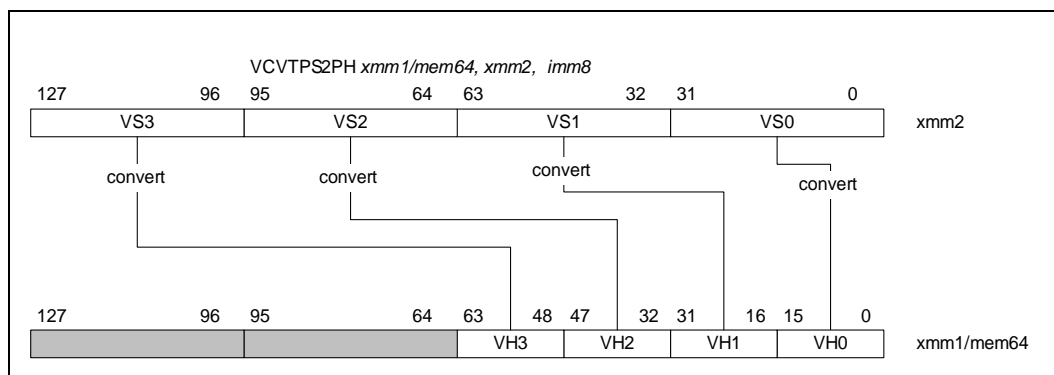 VCVTPS2PH xmm1/mem64, xmm2, imm8
127 96 95 64 63 32 31 0
VS3 VS2 VS1 VS0 xmm2
convert convert convert convert
127 96 95 64 63 48 47 32 31 16 15 0
VH3 VH2 VH1 VH0 xmm1/mem64